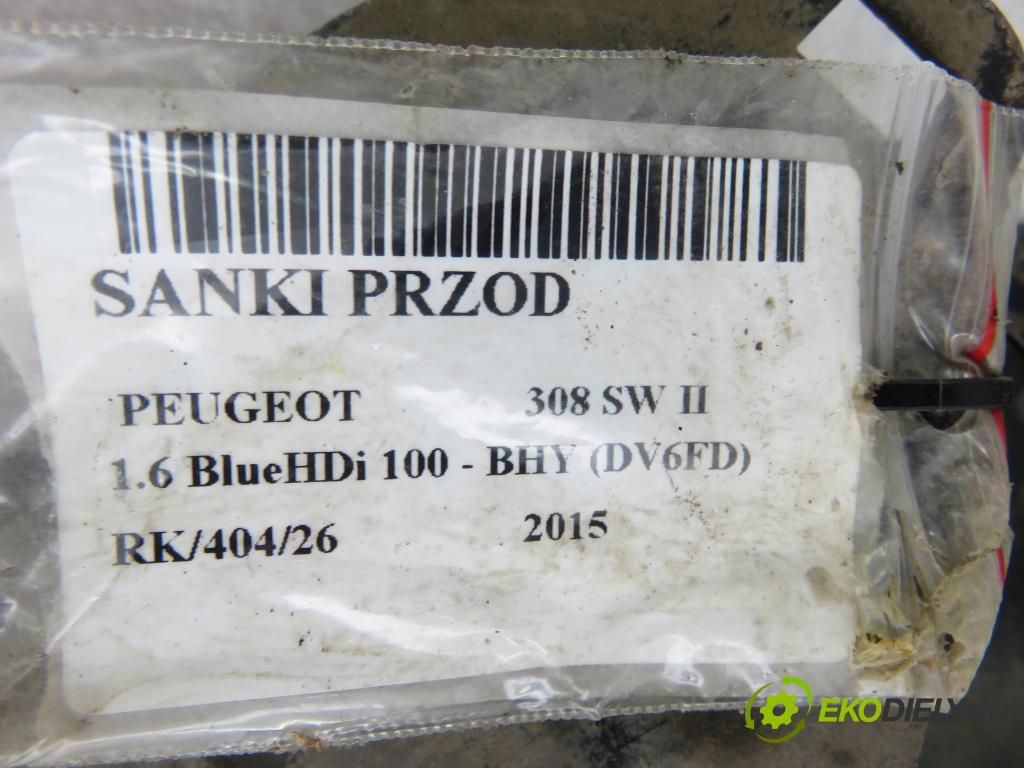 SANKI PRZOD
PEUGEOT 308 SW II
1.6 BlueHDi 100 - BHY (DV6FD)
RK/404/26 2015
EKODIELY